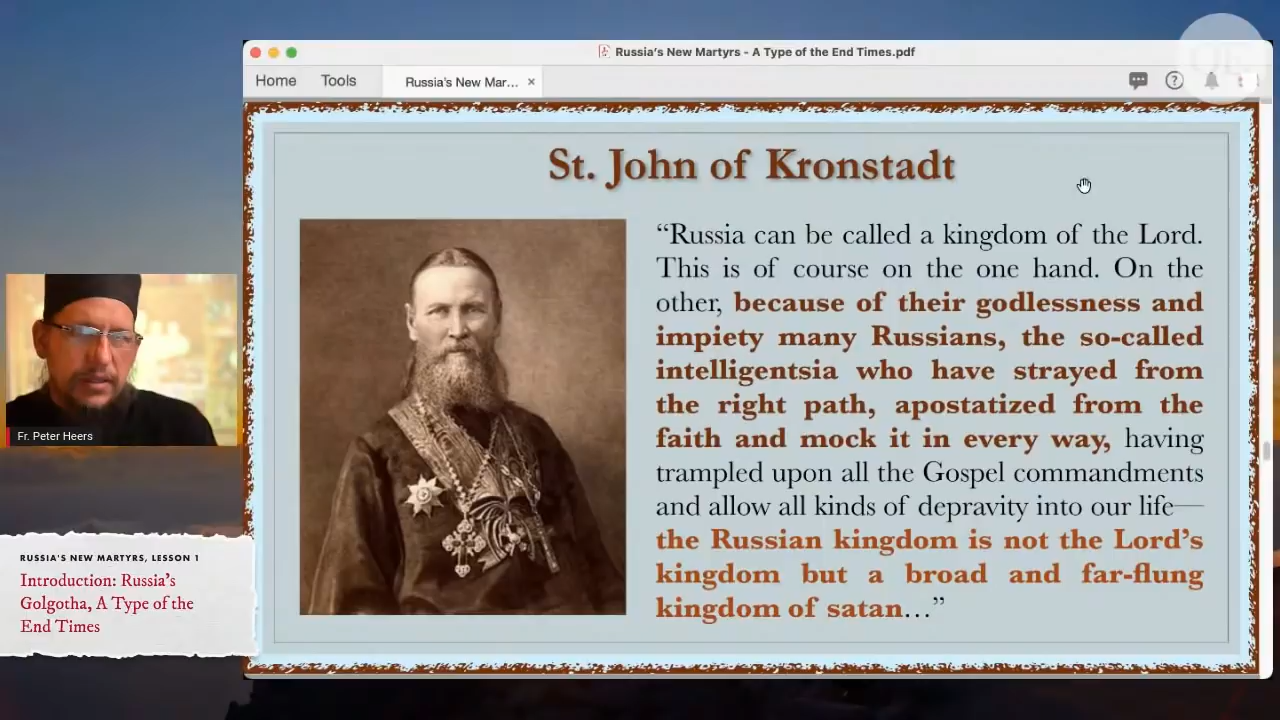 Russia's New Martyrs - A Type of the End Times.pdf
Home Tools Russia's New Mar... ×
St. John of Kronstadt
“Russia can be called a kingdom of the Lord.
This is of course on the one hand. On the
other, because of their godlessness and
impiety many Russians, the so-called
intelligentsia who have strayed from
the right path, apostatized from the
faith and mock it in every way, having
trampled upon all the Gospel commandments
and allow all kinds of depravity into our life—
the Russian kingdom is not the Lord’s
kingdom but a broad and far-flung
kingdom of satan…”
Fr. Peter Heers
RUSSIA'S NEW MARTYRS, LESSON 1
Introduction: Russia's
Golgotha, A Type of the
End Times